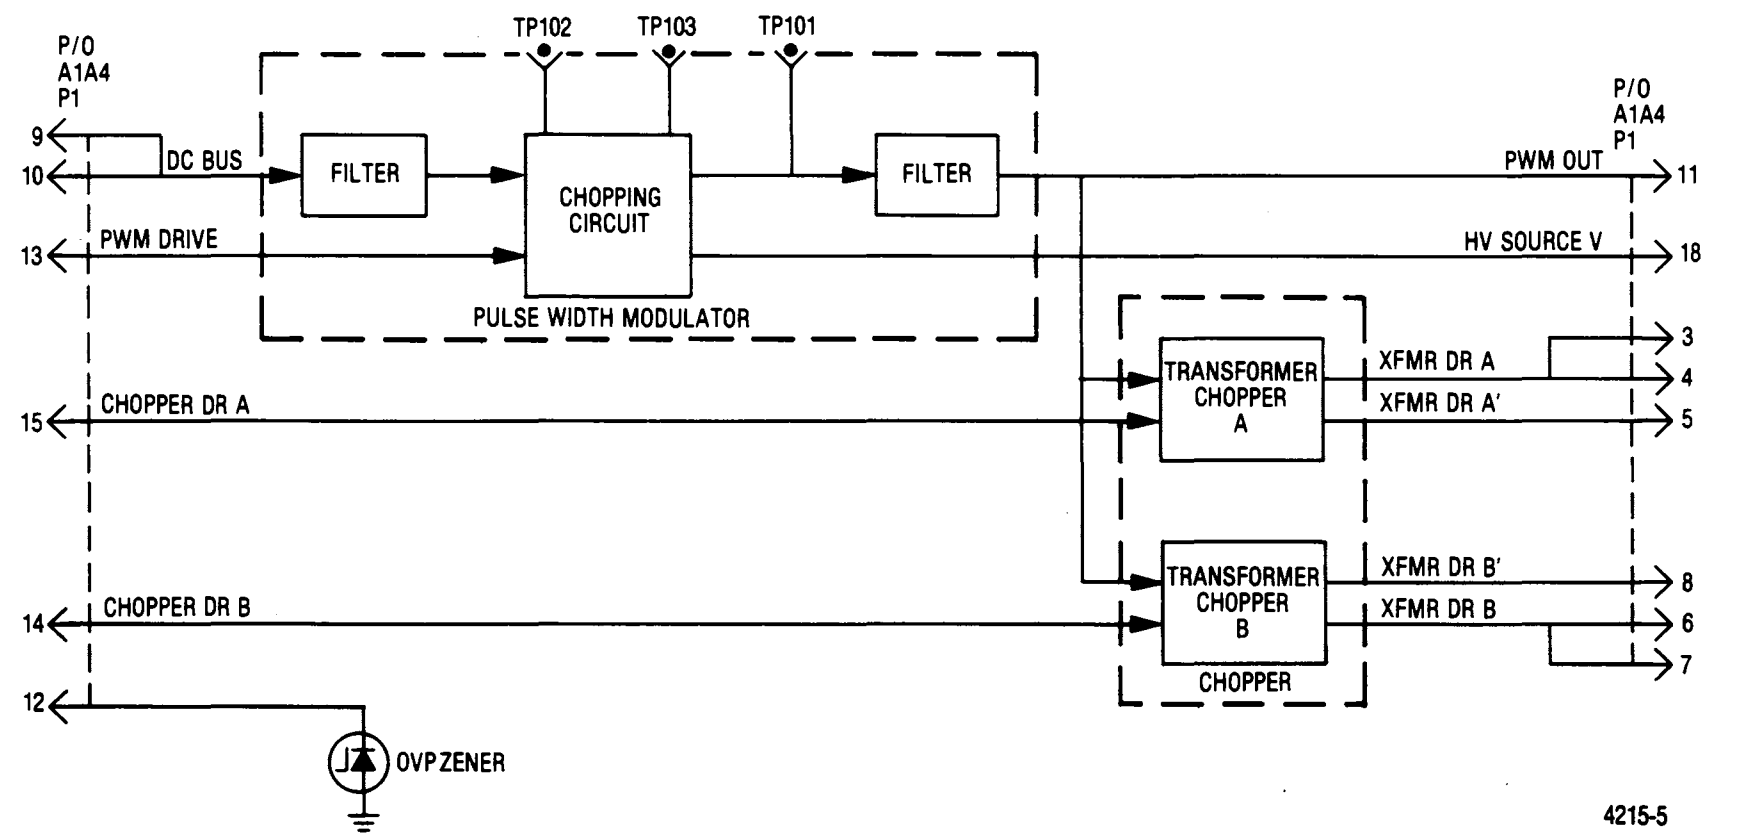 TP102 TP103 TP101
P/O
A1A4
P1
P/O
A1A4
P1
9
10
DC BUS
FILTER
CHOPPING
CIRCUIT
FILTER
PWM OUT
11
13
PWM DRIVE
HV SOURCE V
18
PULSE WIDTH MODULATOR
3
TRANSFORMER
CHOPPER
A
XFMR DR A
4
15
CHOPPER DR A
XFMR DR A'
5
TRANSFORMER
CHOPPER
B
XFMR DR B'
8
14
CHOPPER DR B
XFMR DR B
6
7
CHOPPER
12
OVP ZENER
4215-5